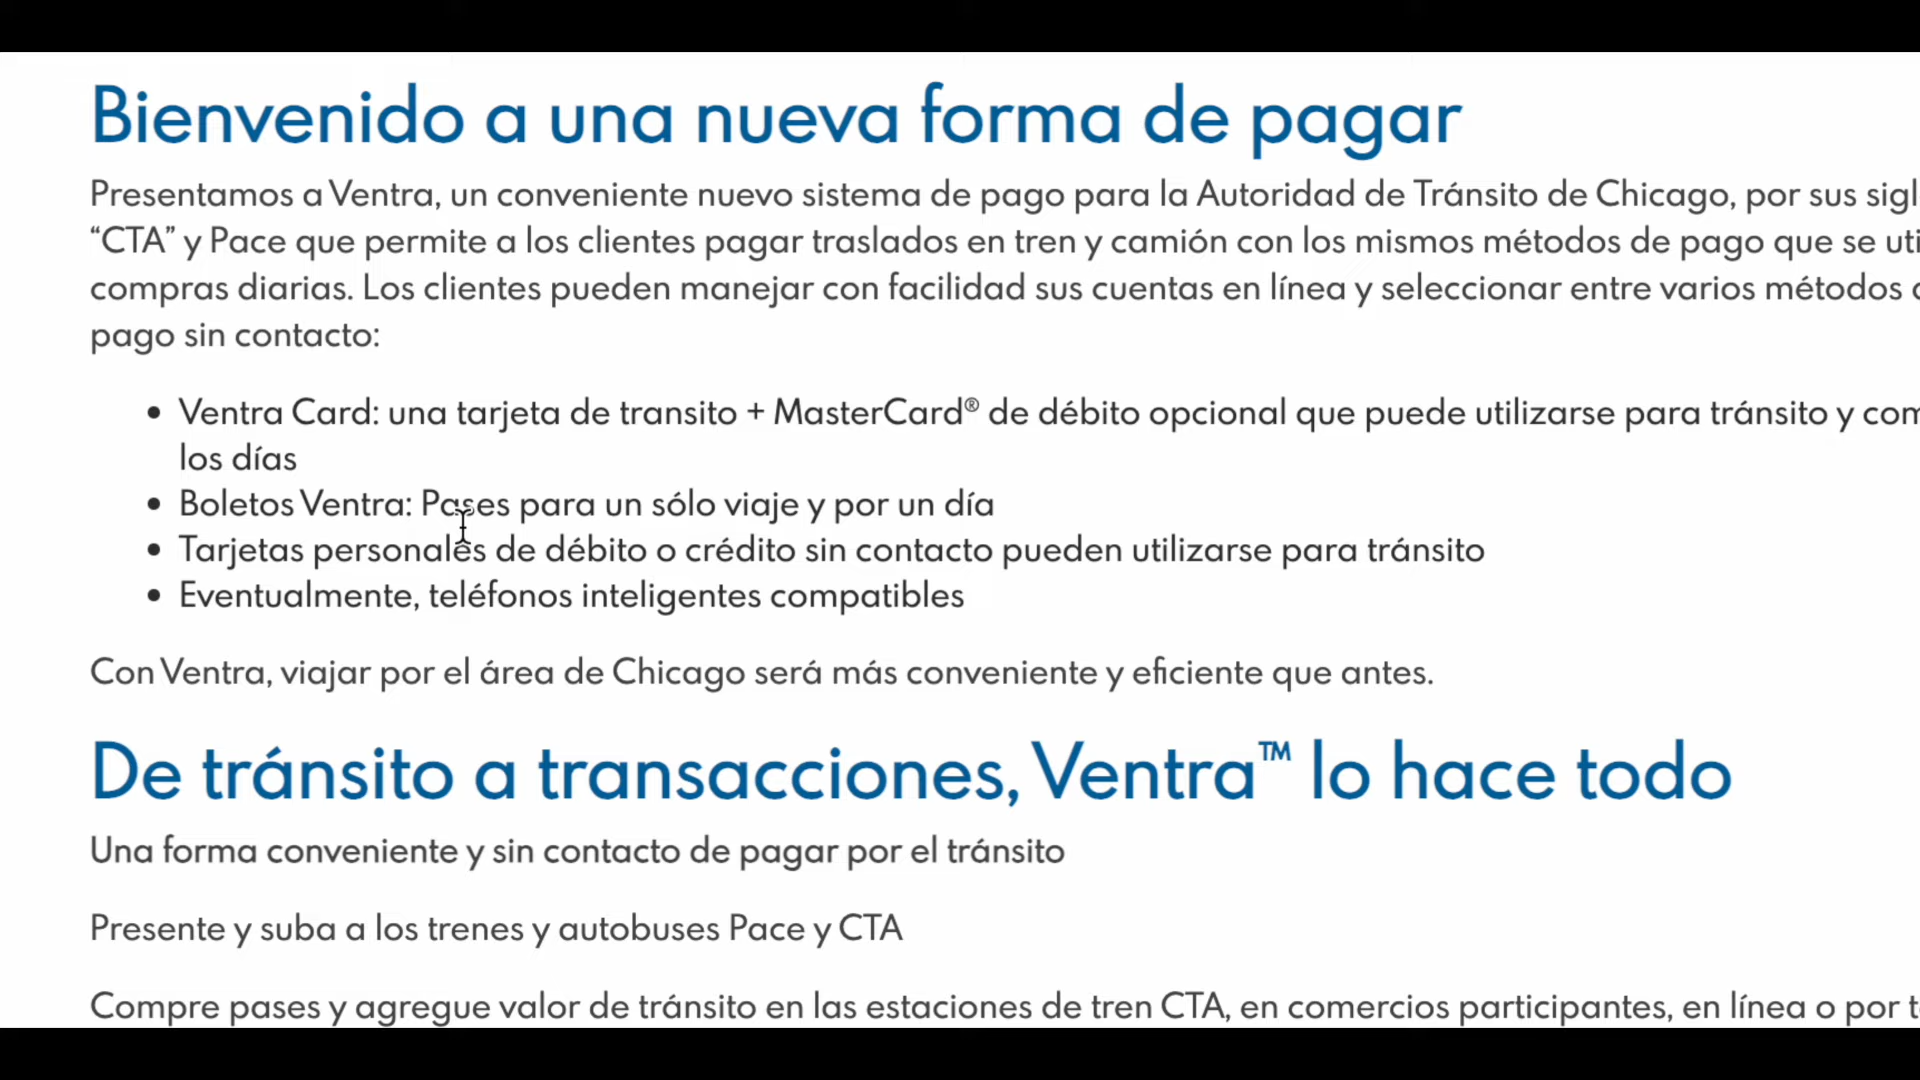 Bienvenido a una nueva forma de pagar
Presentamos a Ventra, un conveniente nuevo sistema de pago para la Autoridad de Tránsito de Chicago, por sus
“CTA” y Pace que permite a los clientes pagar traslados en tren y camión con los mismos métodos de pago que se
compras diarias. Los clientes pueden manejar con facilidad sus cuentas en línea y seleccionar entre varios métodos
pago sin contacto:
• Ventra Card: una tarjeta de transito + MasterCard® de débito opcional que puede utilizarse para tránsito y
los días
• Boletos Ventra: Pases para un sólo viaje y por un día
• Tarjetas personales de débito o crédito sin contacto pueden utilizarse para tránsito
• Eventualmente, teléfonos inteligentes compatibles
Con Ventra, viajar por el área de Chicago será más conveniente y eficiente que antes.
De tránsito a transacciones, Ventra™ lo hace todo
Una forma conveniente y sin contacto de pagar por el tránsito
Presente y suba a los trenes y autobuses Pace y CTA
Compre pases y agregue valor de tránsito en las estaciones de tren CTA, en comercios participantes, en línea o por